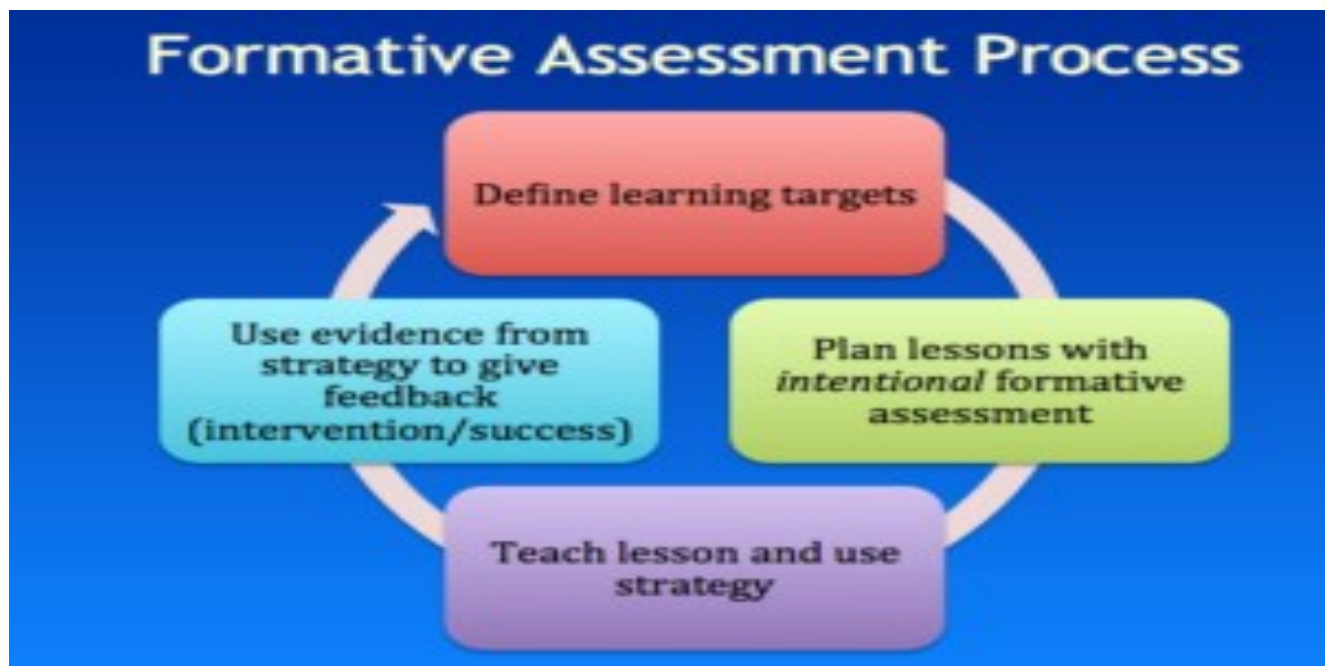 Formative Assessment Process
Define learning targets
Plan lessons with
intentional formative
assessment
Teach lesson and use
strategy
Use evidence from
strategy to give
feedback
(intervention/success)